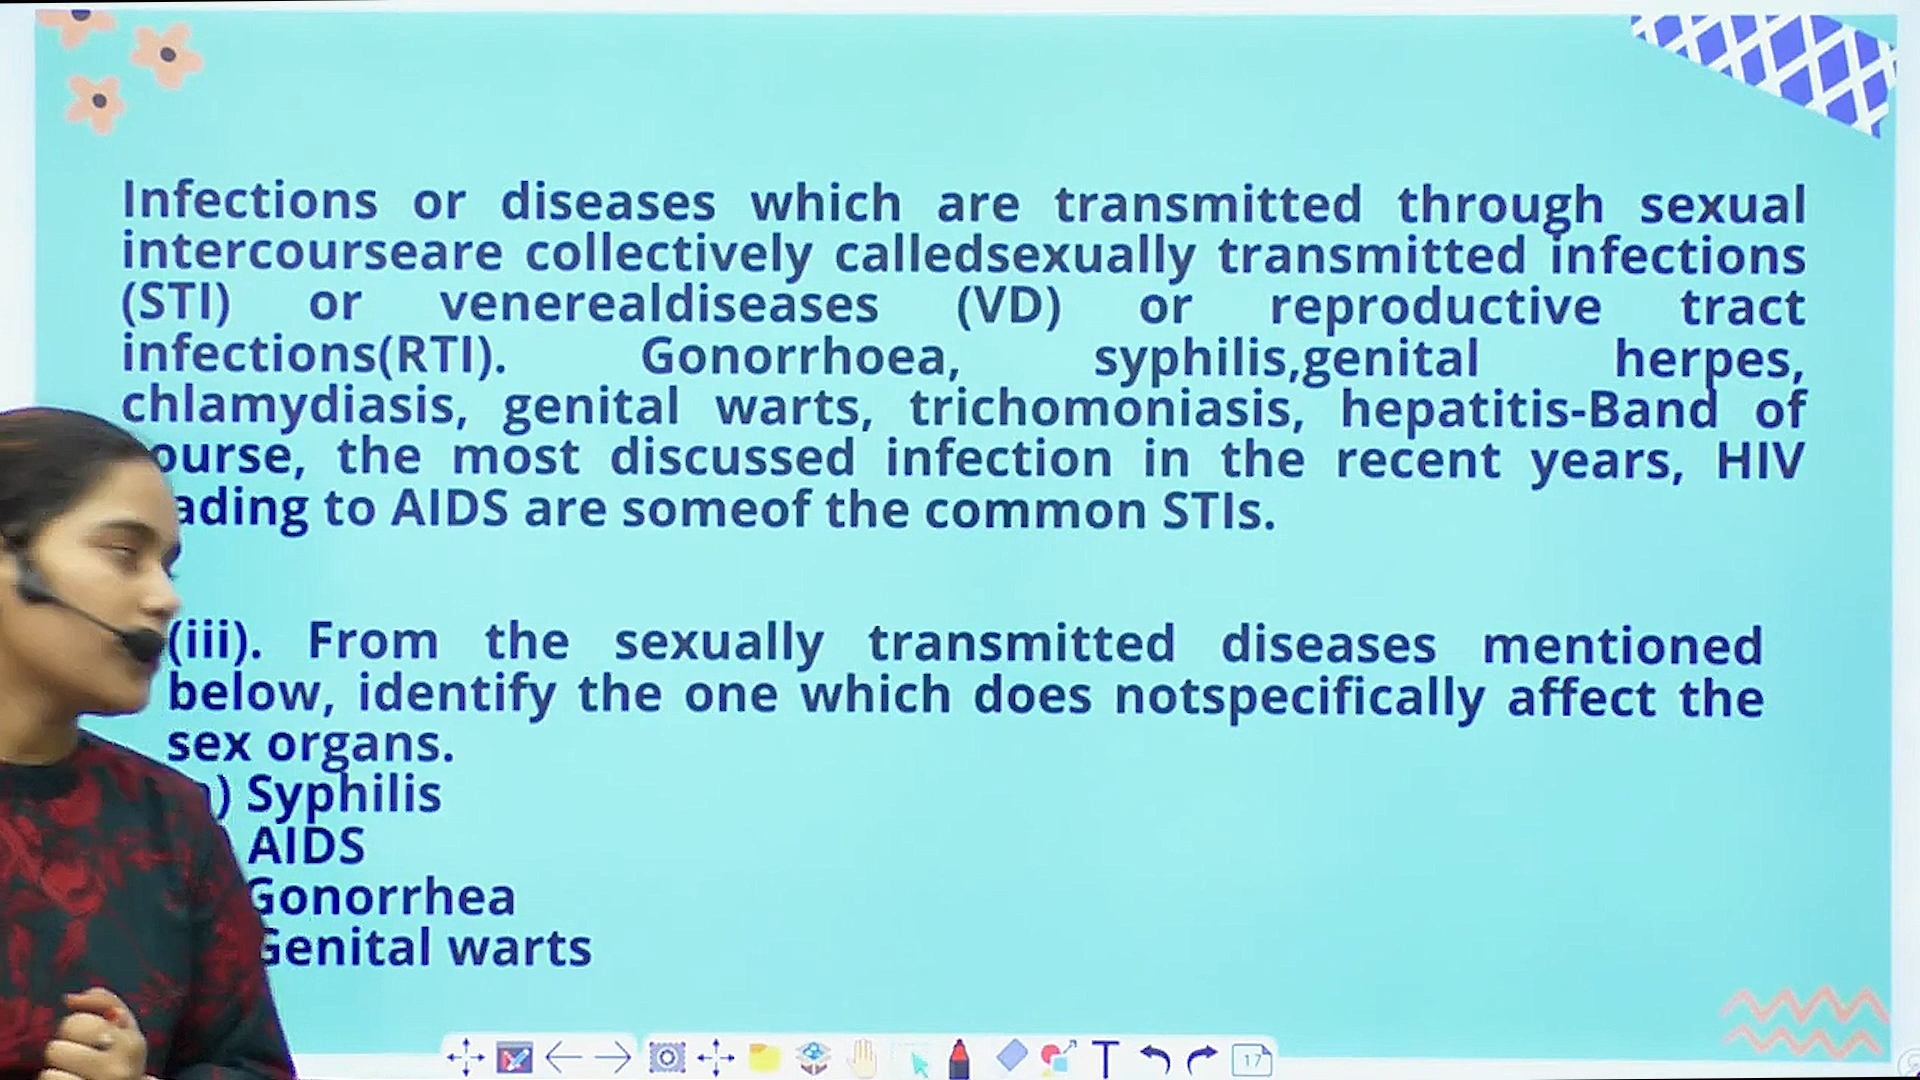 Infections or diseases which are transmitted through sexual
intercourseare collectively calledsexually transmitted infections
(STI) or venerealdiseases (VD) or reproductive tract
infections(RTI). Gonorrhoea, syphilis,genital herpes,
chlamydiasis, genital warts, trichomoniasis, hepatitis-Band of
ourse, the most discussed infection in the recent years, HIV
ading to AIDS are someof the common STIs.
(iii). From the sexually transmitted diseases mentioned
below, identify the one which does notspecifically affect the
sex organs.
) Syphilis
AIDS
Gonorrhea
Genital warts
T
17